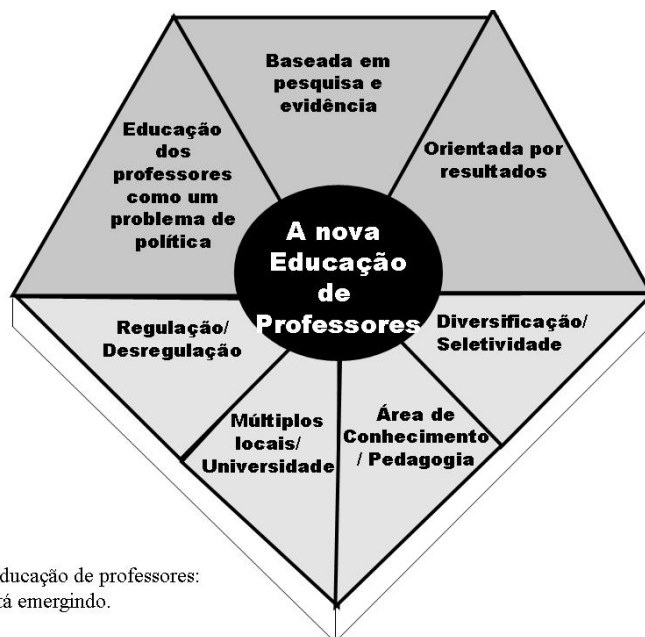 Baseada em
pesquisa e
evidência
Educação
dos
professores
como um
problema de
política
Orientada por
resultados
A nova
Educação
de
Professores
Regulação/
Desregulação
Diversificação/
Seletividade
Múltiplos
locais/
Universidade
Área de
Conhecimento
/ Pedagogia
ducação de professores:
tá emergindo.